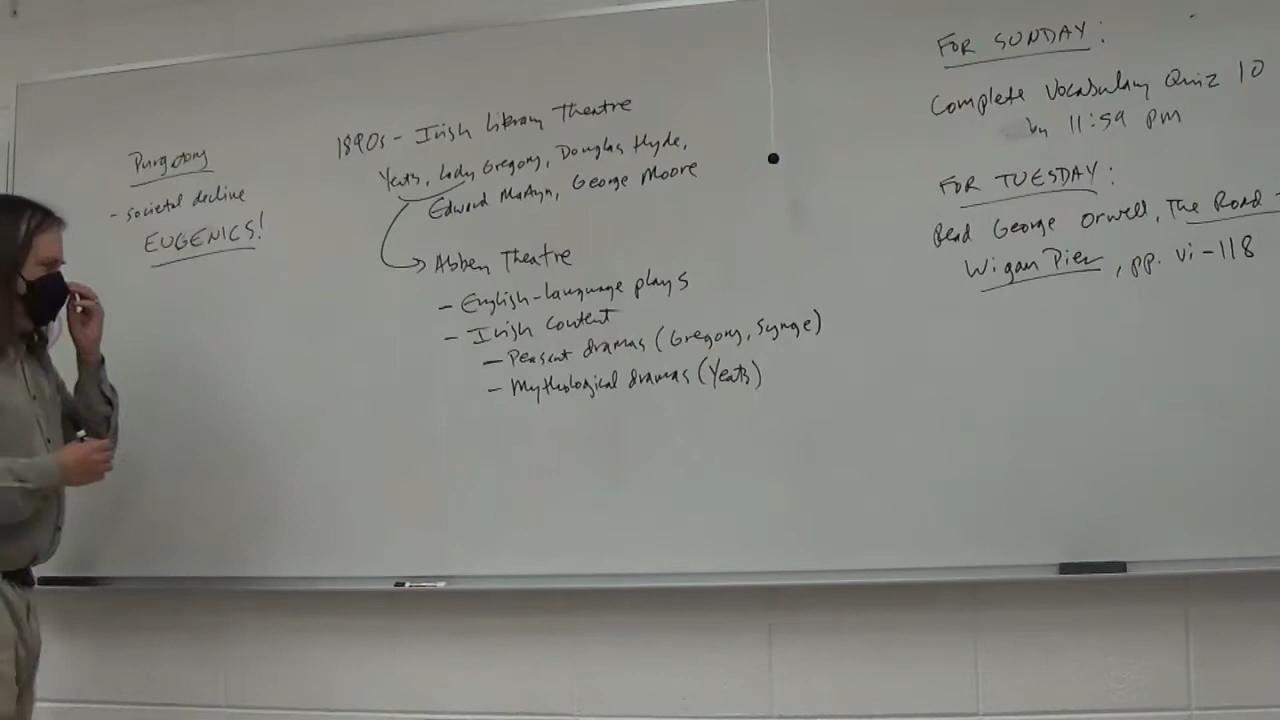 Purgatory
- societal decline
EUGENICS!
1890s - Irish Literary Theatre
Yeats, Lady Gregory, Douglas Hyde,
Edward Martyn, George Moore
Abbey Theatre
- English-language plays
- Irish Content
- Peasant dramas (Gregory, Synge)
- Mythological dramas (Yeats)
FOR SUNDAY:
Complete Vocabulary Quiz 10
by 11:59 pm
FOR TUESDAY:
Read George Orwell, The Road
Wigan Pier, pp. vi-118